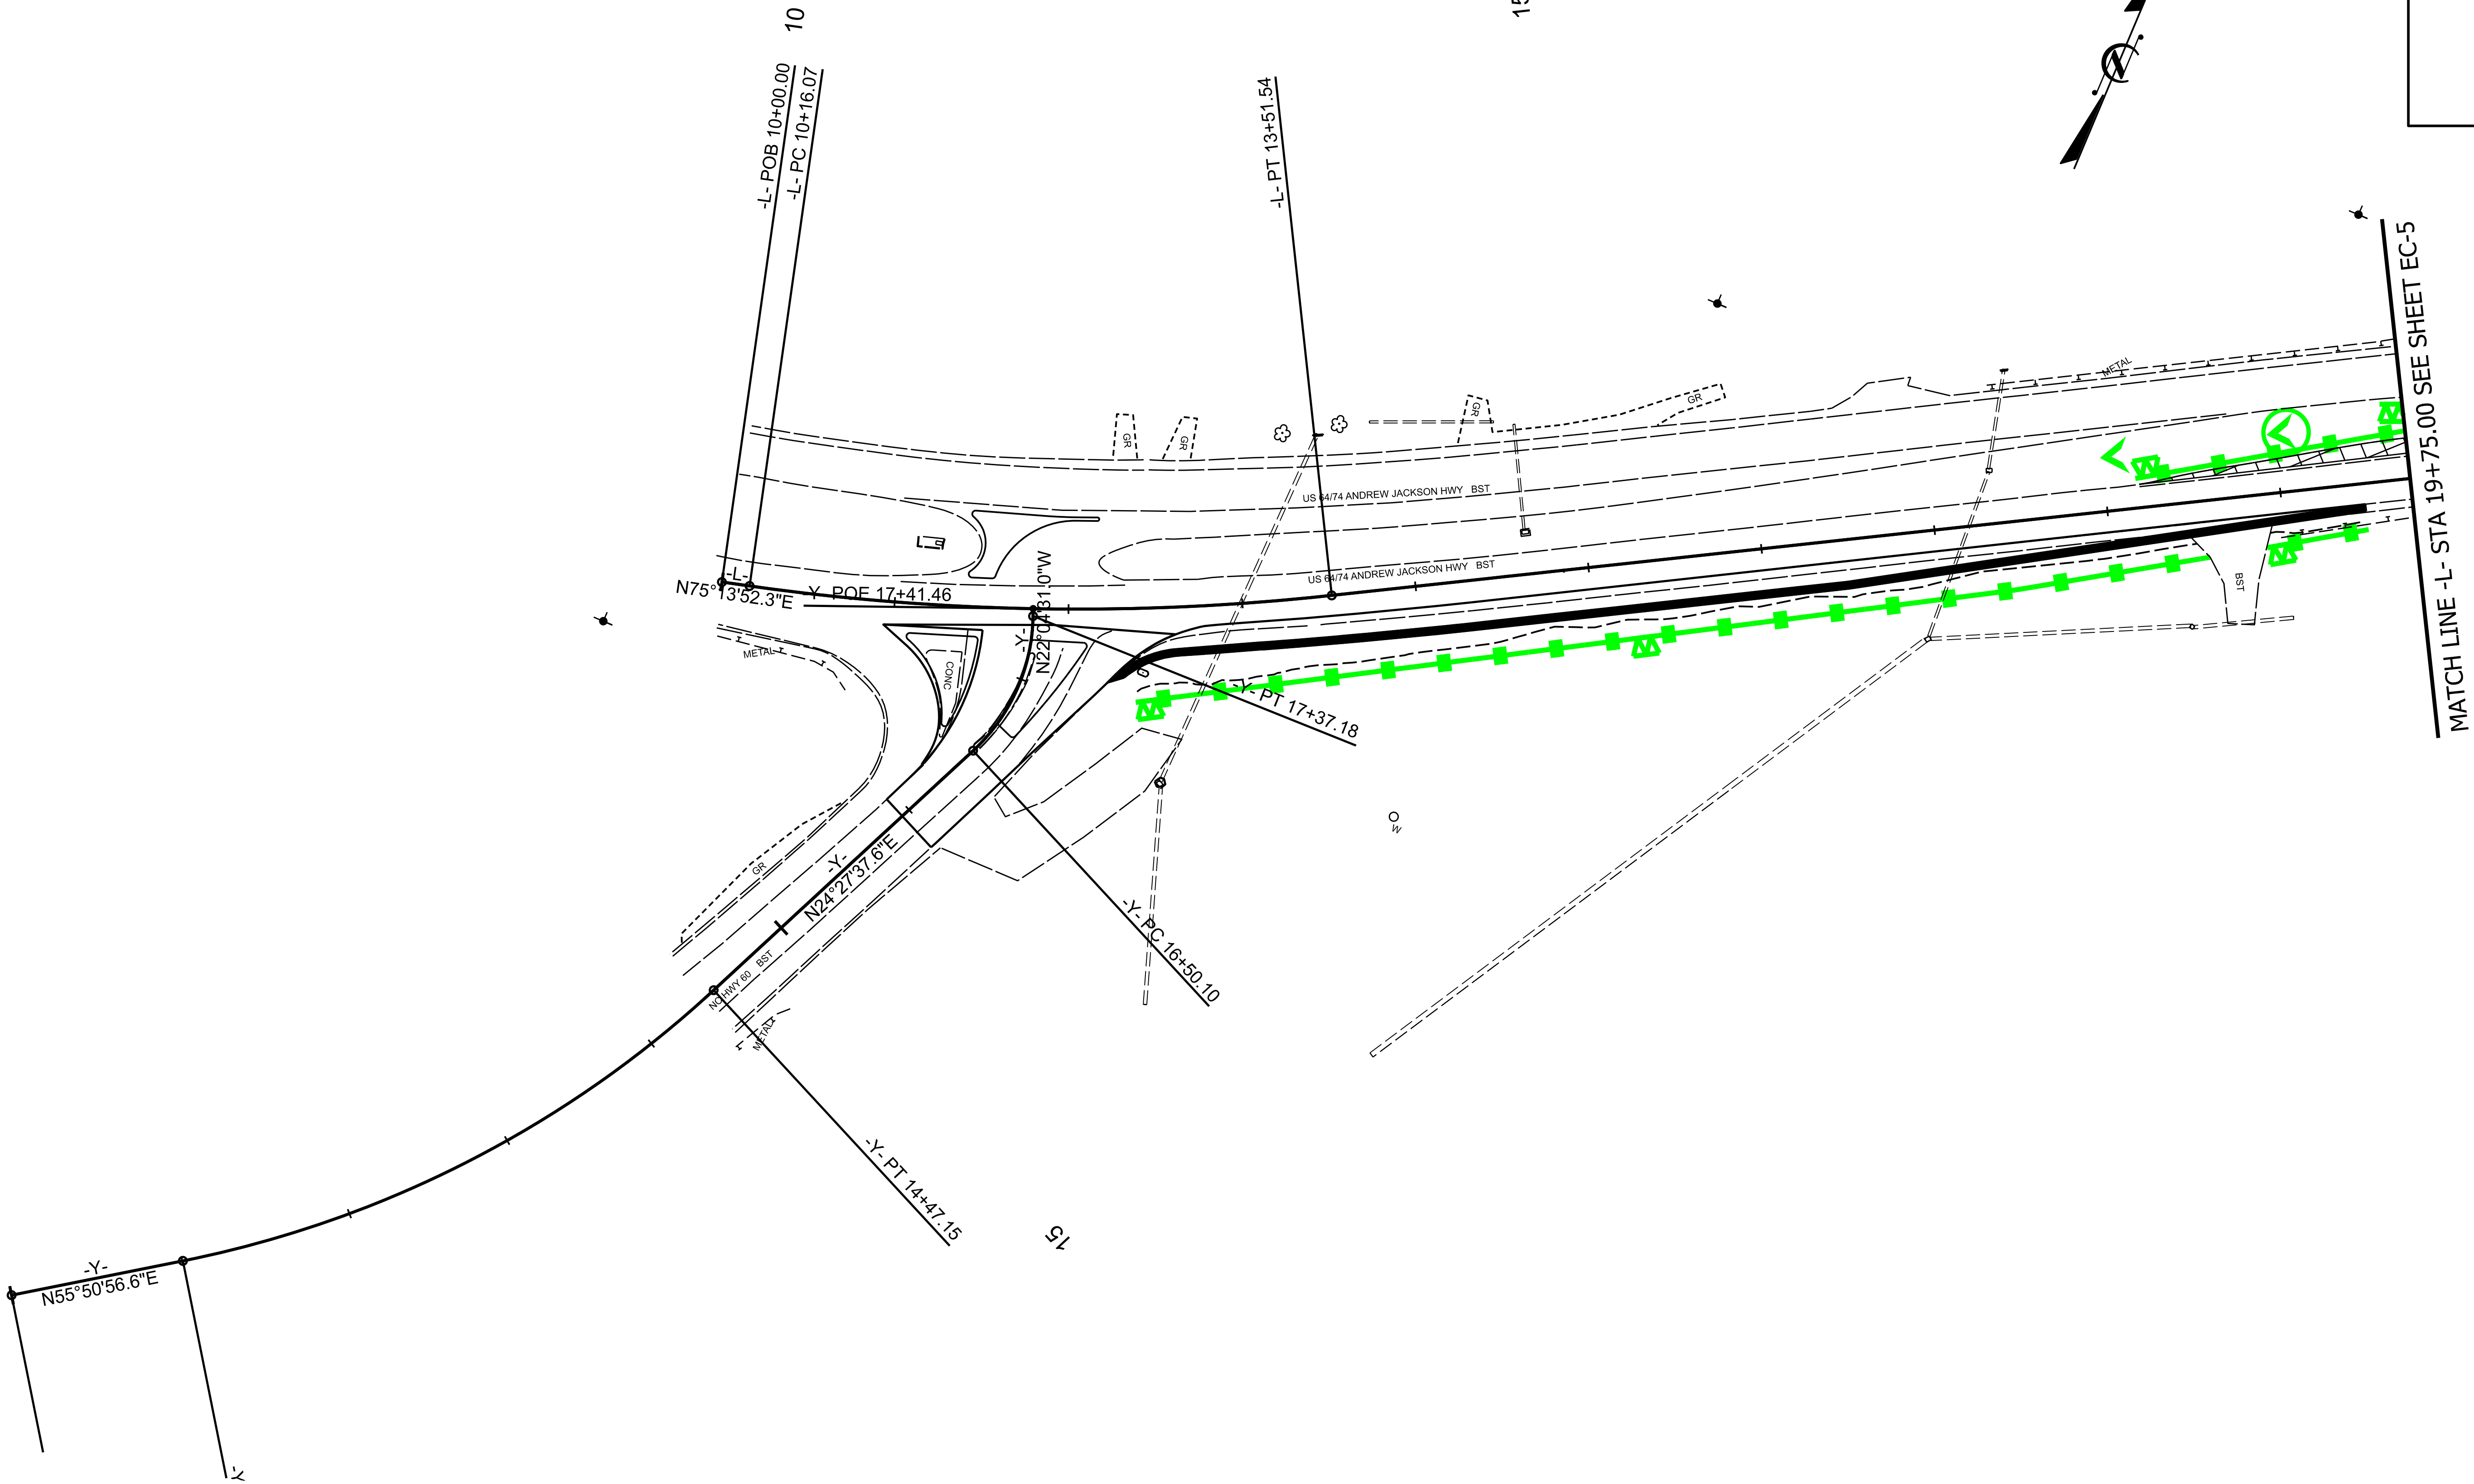 10
15
-L- POB 10+00.00
-L- PC 10+16.07
-L- PT 13+51.54
MATCH LINE -L- STA 19+75.00 SEE SHEET EC-5
METAL
GR
GR
GR
GR
US 64/74 ANDREW JACKSON HWY BST
US 64/74 ANDREW JACKSON HWY BST
-L-
N75°13'52.3"E
-Y- POE 17+41.46
-Y-
N22°04'31.0"W
BST
METAL
CONC
-Y- PT 17+37.18
W
GR
-Y-
N24°27'37.6"E
NC HWY 60 BST
METAL
-Y- PC 16+50.10
-Y- PT 14+47.15
15
-Y-
N55°50'56.6"E
-Y